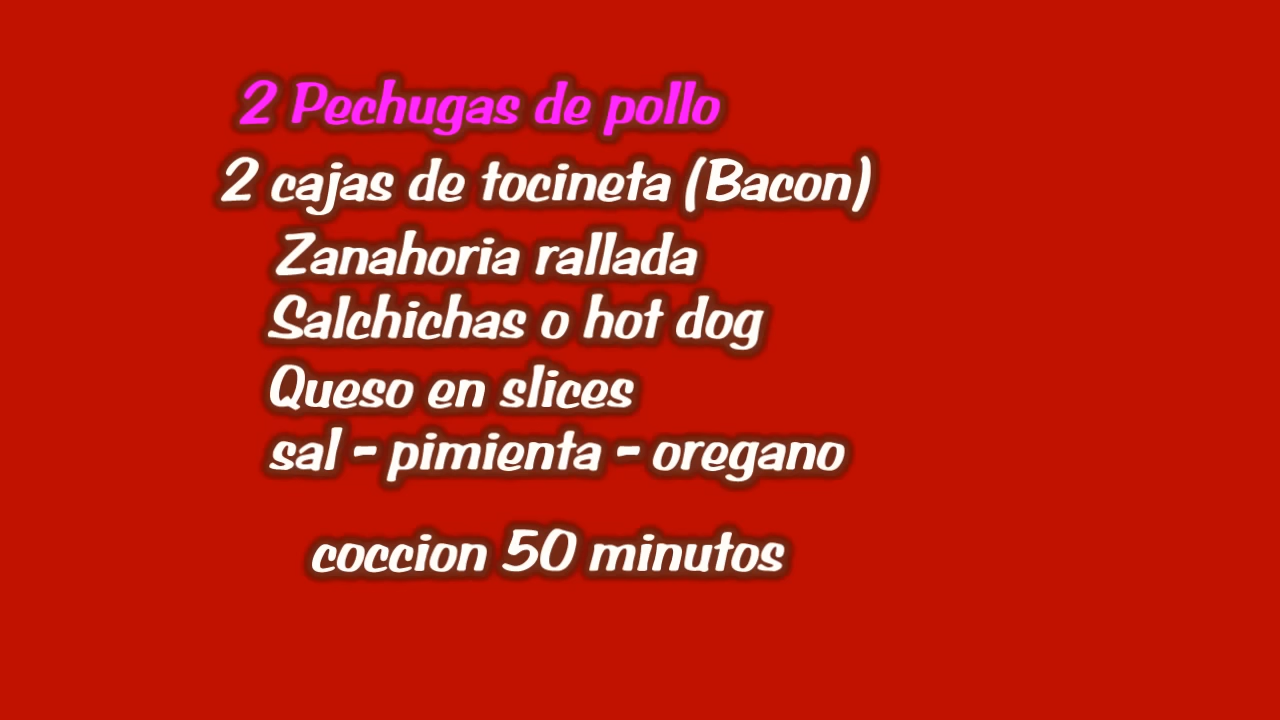 2 Pechugas de pollo
2 cajas de tocineta (Bacon)
Zanahoria rallada
Salchichas o hot dog
Queso en slices
sal - pimienta - oregano
coccion 50 minutos